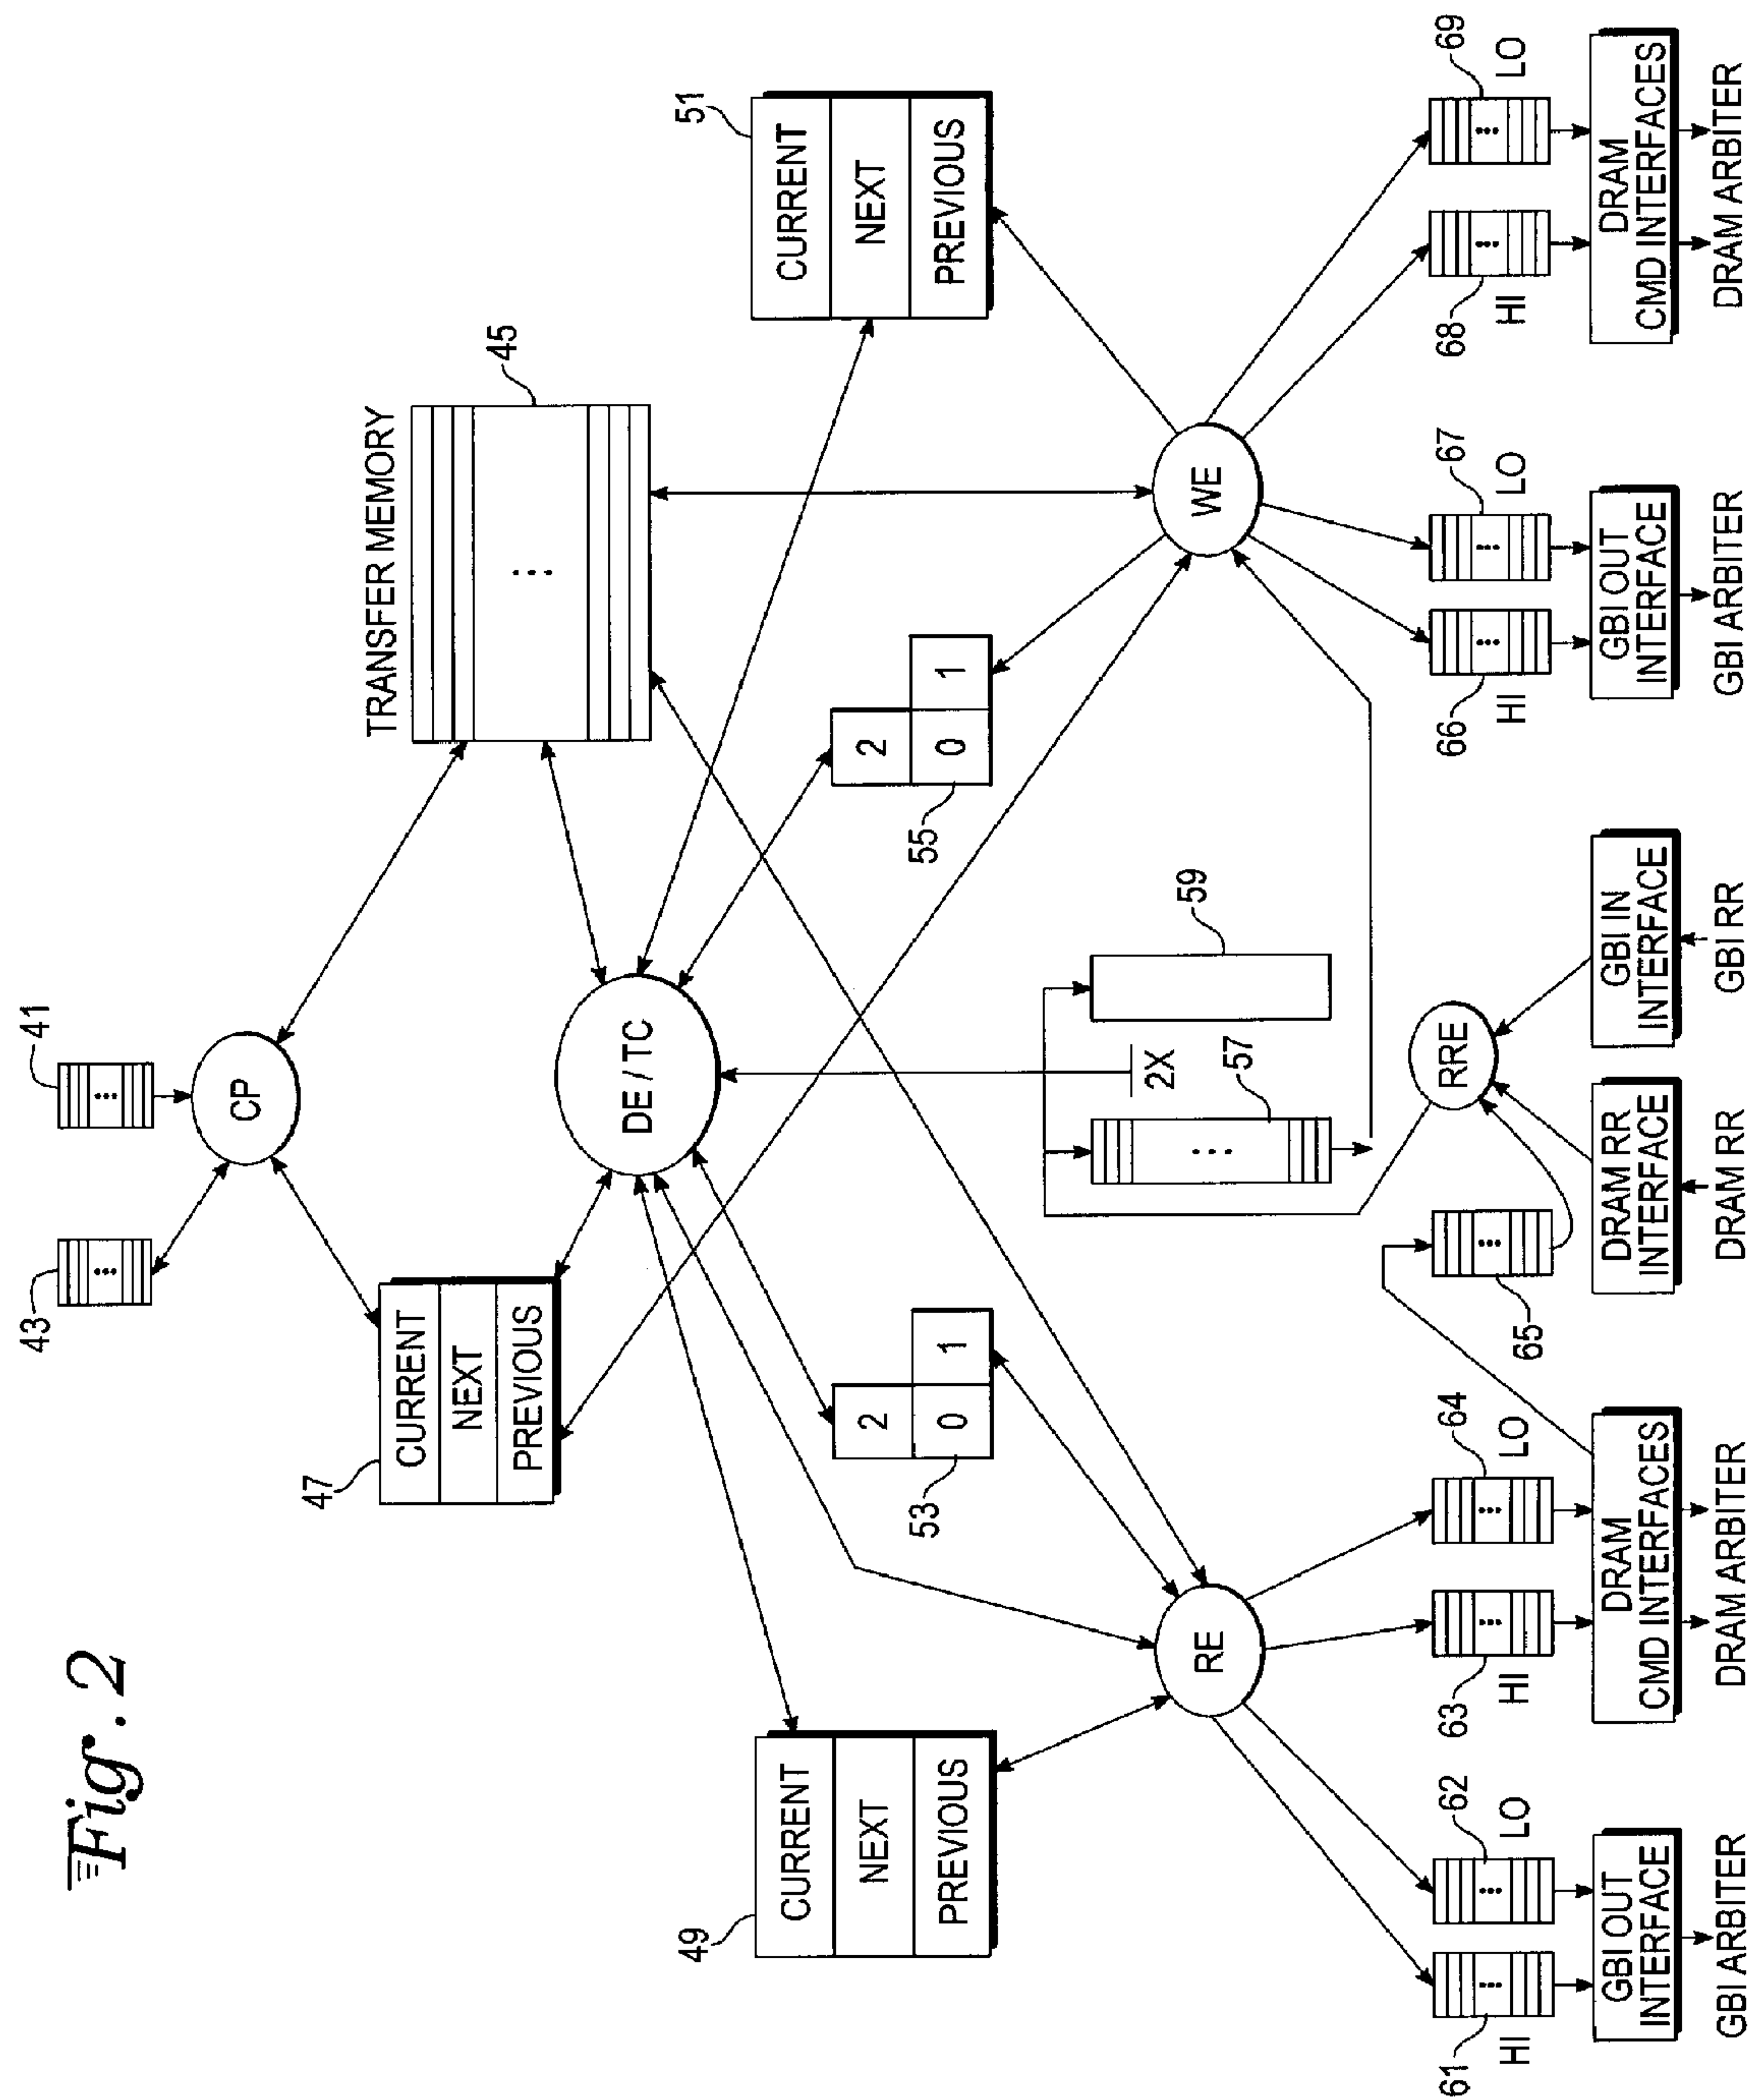 Fig. 2
43
41
CP
TRANSFER MEMORY
45
47
CURRENT
NEXT
PREVIOUS
DE / TC
49
CURRENT
NEXT
PREVIOUS
51
CURRENT
NEXT
PREVIOUS
53
2
0
1
55
2
0
1
57
2X
59
RE
WE
RRE
61
HI
62
LO
63
HI
64
LO
65
66
HI
67
LO
68
HI
69
LO
GBI OUT
INTERFACE
DRAM
CMD INTERFACES
DRAM RR
INTERFACE
GBI IN
INTERFACE
GBI OUT
INTERFACE
DRAM
CMD INTERFACES
GBI ARBITER
DRAM ARBITER
DRAM RR
GBI RR
GBI ARBITER
DRAM ARBITER